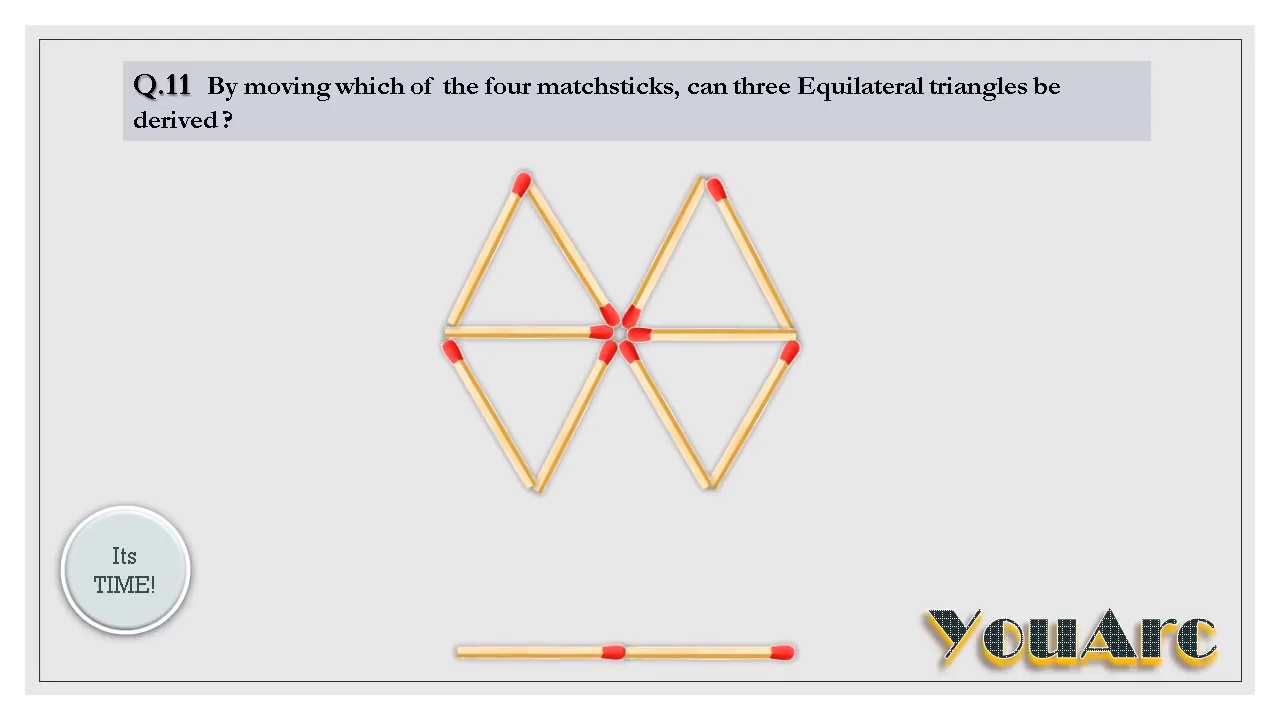 Q.11 By moving which of the four matchsticks, can three Equilateral triangles be
derived ?
Its
TIME!
YouArc